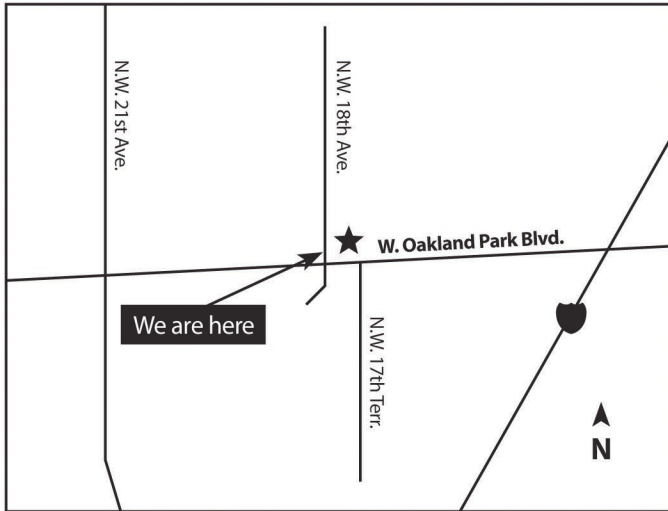 N.W. 21st Ave.
N.W. 18th Ave.
W. Oakland Park Blvd.
We are here
N.W. 17th Terr.
N